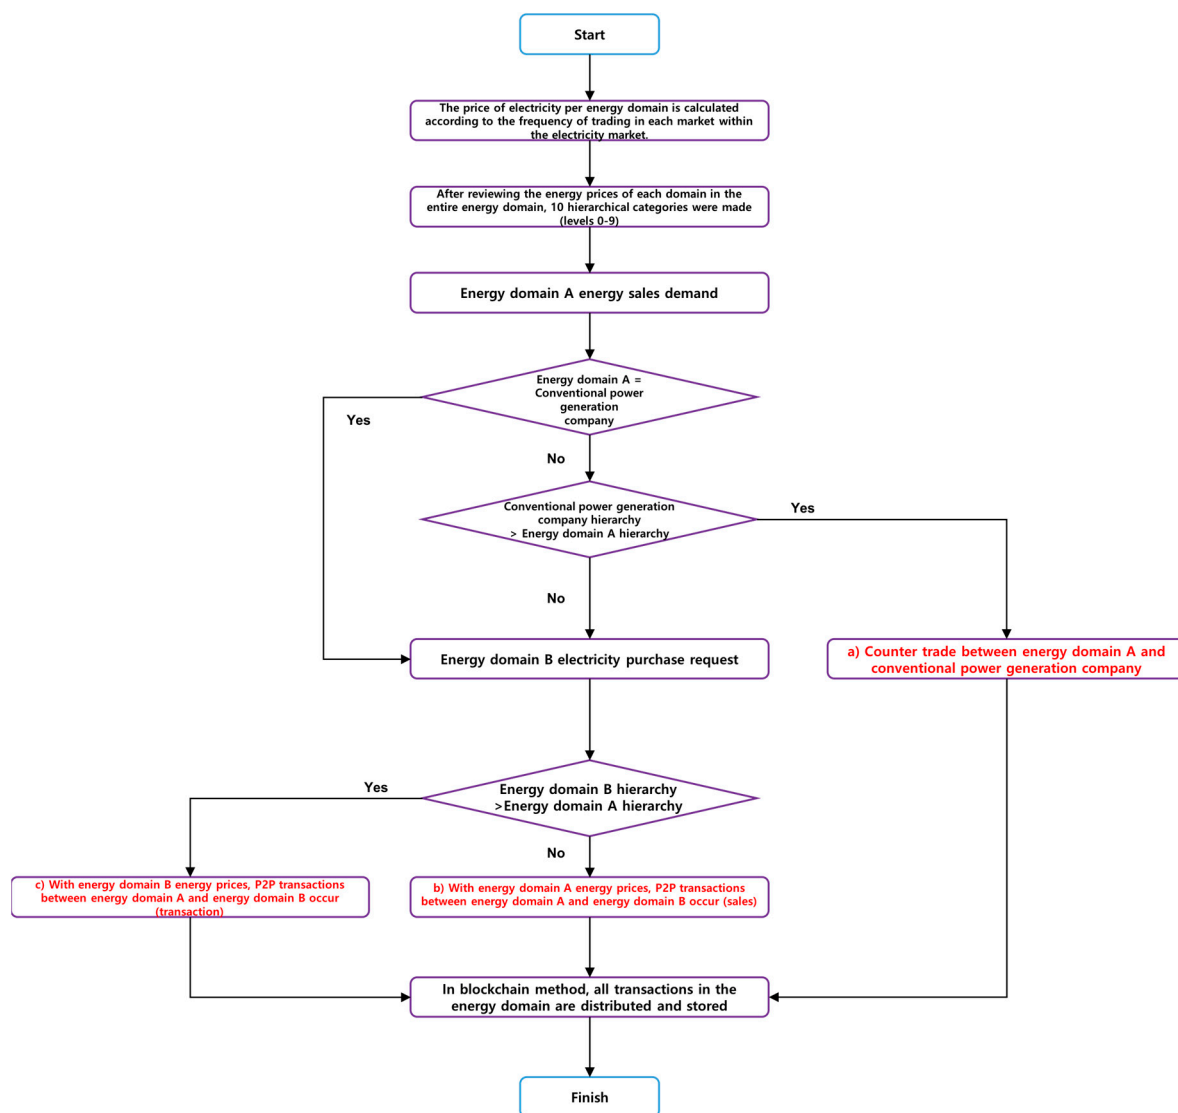 Start
The price of electricity per energy domain is calculated
according to the frequency of trading in each market within
the electricity market.
After reviewing the energy prices of each domain in the
entire energy domain, 10 hierarchical categories were made
(levels 0-9)
Energy domain A energy sales demand
Energy domain A =
Conventional power
generation
company
Yes
No
Conventional power generation
company hierarchy
> Energy domain A hierarchy
Yes
No
Energy domain B electricity purchase request
a) Counter trade between energy domain A and
conventional power generation company
Energy domain B hierarchy
>Energy domain A hierarchy
Yes
No
c) With energy domain B energy prices, P2P transactions
between energy domain A and energy domain B occur
(transaction)
b) With energy domain A energy prices, P2P transactions
between energy domain A and energy domain B occur (sales)
In blockchain method, all transactions in the
energy domain are distributed and stored
Finish